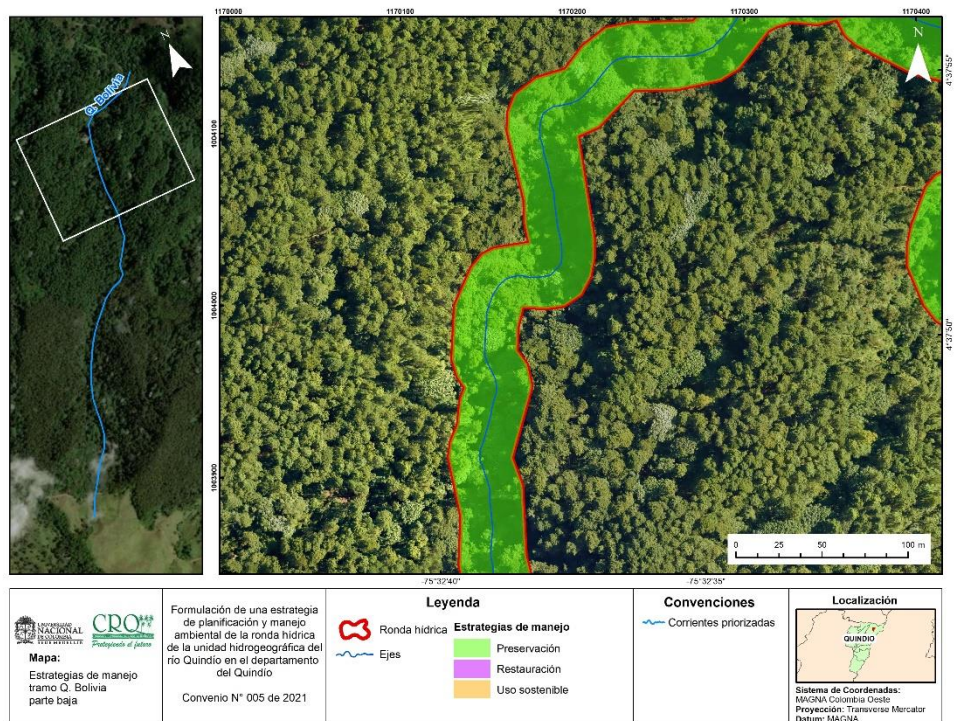 N
Q. Bolivia
1170000
1170100
1170200
1170300
1170400
N
4°37'55"
4°37'50"
1004100
1004000
1003900
0 25 50 100 m
-75°32'40"
-75°32'35"
UNIVERSIDAD
NACIONAL
DE COLOMBIA
SEDE MEDELLÍN
CRQ
Protegiendo el futuro
Mapa:
Estrategias de manejo
tramo Q. Bolivia
parte baja
Formulación de una estrategia
de planificación y manejo
ambiental de la ronda hídrica
de la unidad hidrogeográfica del
río Quindío en el departamento
del Quindío
Convenio N° 005 de 2021
Leyenda
Ronda hídrica
Ejes
Estrategias de manejo
Preservación
Restauración
Uso sostenible
Convenciones
Corrientes priorizadas
Localización
QUINDÍO
Sistema de Coordenadas:
MAGNA Colombia Oeste
Proyección: Transverse Mercator
Datum: MAGNA